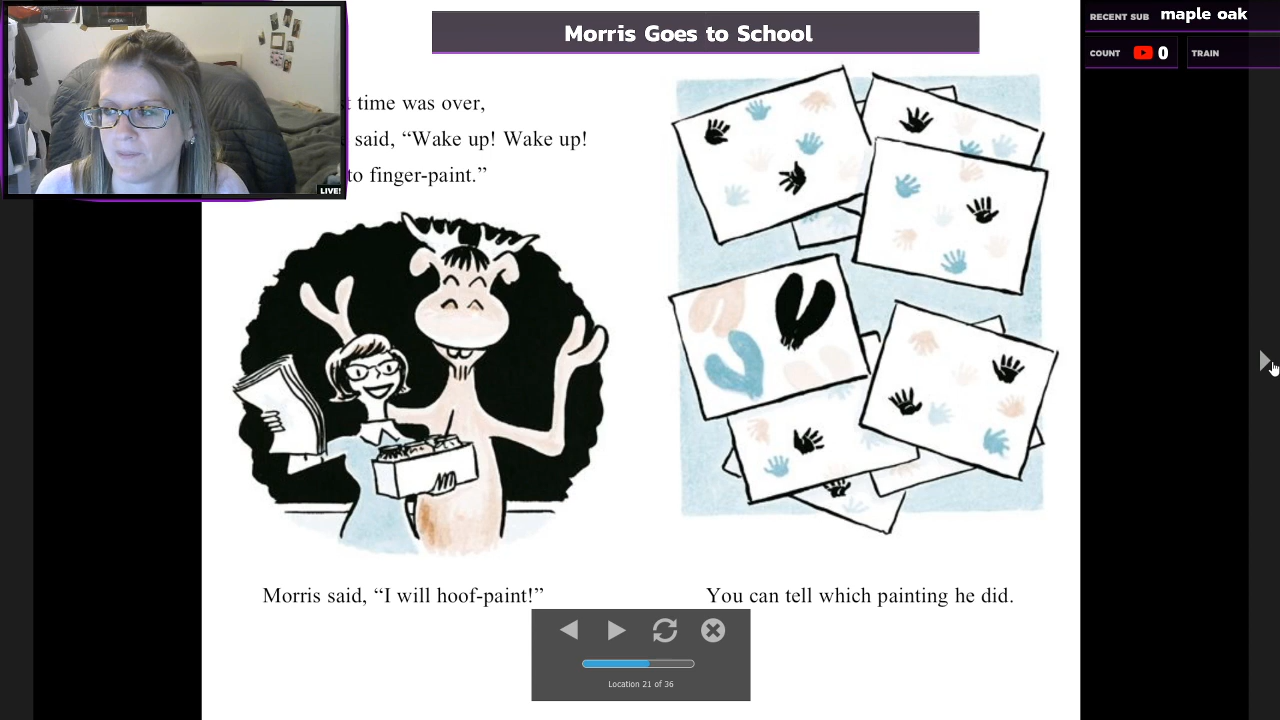 Morris Goes to School
RECENT SUB maple oak
COUNT 0 TRAIN
time was over,
said, “Wake up! Wake up!
to finger-paint.”
LIVE!
Morris said, “I will hoof-paint!”
You can tell which painting he did.
Location 21 of 36